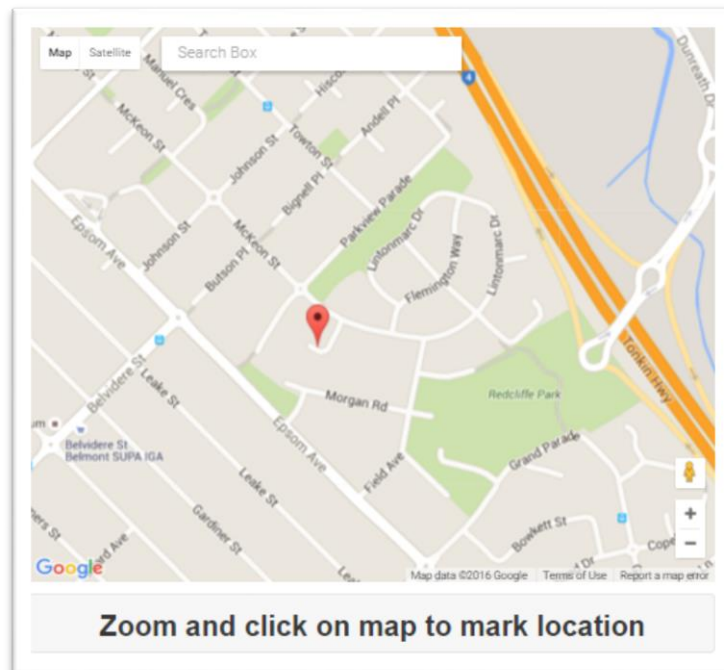 Map Satellite Search Box
Dunreath Dr
Manuel Cres
McKeon St
Johnson St
Towton St
Andell Pl
4
Bignell Pl
Parkview Parade
Johnson St
McKeon St
Butson Pl
Lintonmarc Dr
Flemington Way
Lintonmarc Dr
Epsom Ave
Tonkin Hwy
Belvidere St
Leake St
Morgan Rd
Redcliffe Park
Epsom Ave
Grand Parade
Belvidere St
Belmont SUPA IGA
Field Ave
Leake St
Gardiner St
Bowkett St
+
−
Google
Map data ©2016 Google Terms of Use Report a map error
Zoom and click on map to mark location